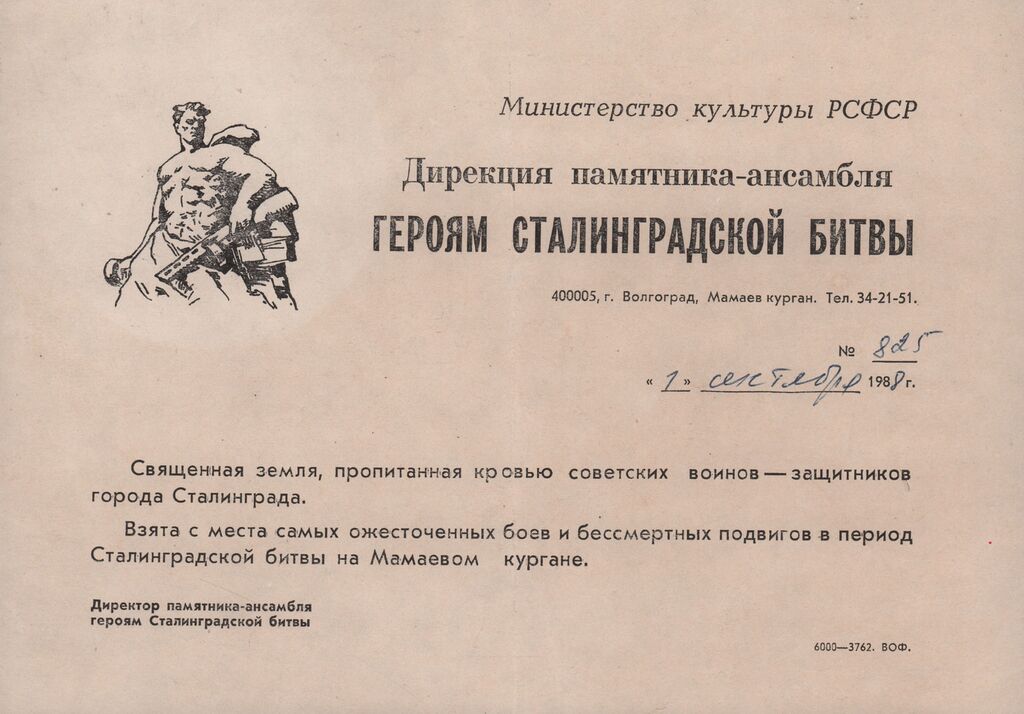 Министерство культуры РСФСР
Дирекция памятника-ансамбля
ГЕРОЯМ СТАЛИНГРАДСКОЙ БИТВЫ
400005, г. Волгоград, Мамаев курган. Тел. 34-21-51.
№ 825
« 1 » сентября 1988 г.
Священная земля, пропитанная кровью советских воинов — защитников
города Сталинграда.
Взята с места самых ожесточенных боев и бессмертных подвигов в период
Сталинградской битвы на Мамаевом кургане.
Директор памятника-ансамбля
героям Сталинградской битвы
6000—3762. ВОФ.